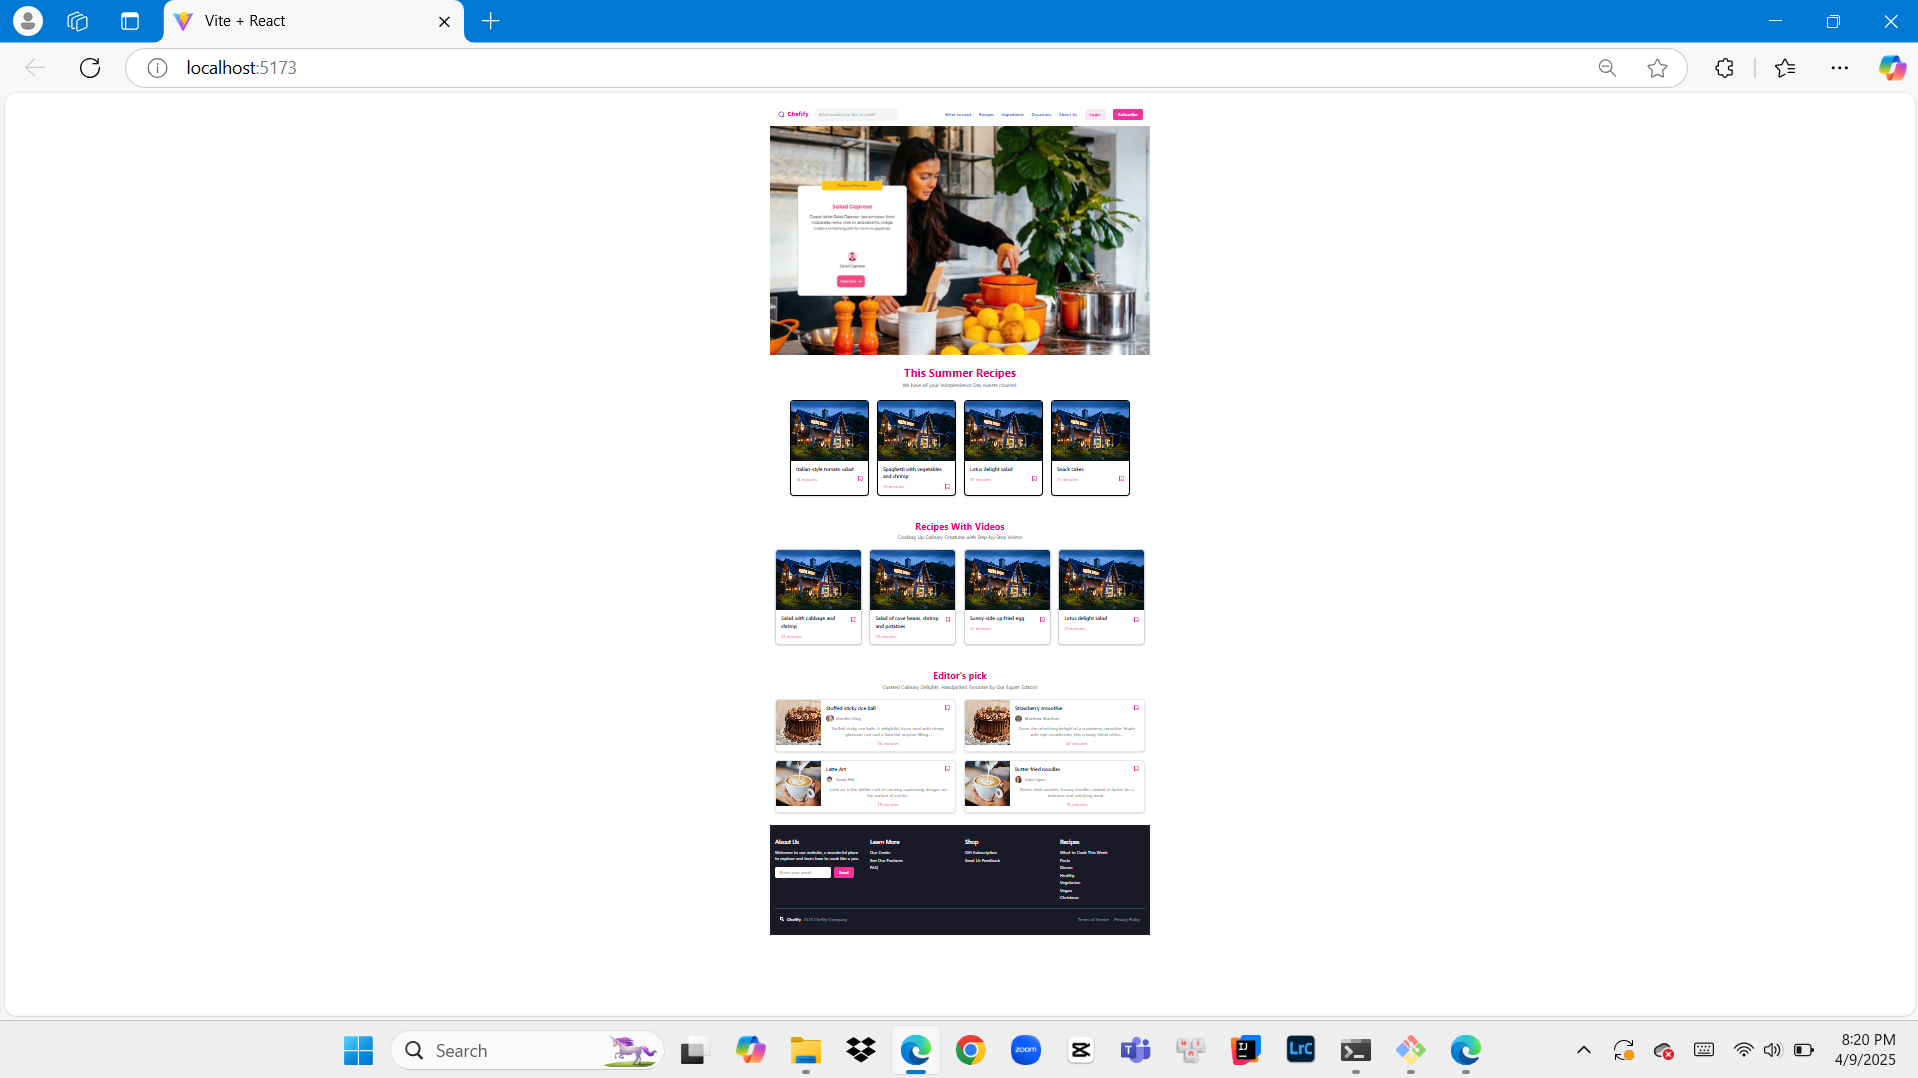 Vite + React
localhost:5173
Chefify
What would you like to cook?
What to cook
Recipes
Ingredients
Occasions
About Us
Login
Subscribe
Recipe of the day
Salad Caprese
Classic Italian Salad Caprese: ripe tomatoes, fresh
mozzarella, herbs, olive oil, and balsamic vinegar
create a refreshing dish for lunch or appetizer.
Salad Caprese
View now →
This Summer Recipes
We have all your Independence Day sweets covered.
Italian-style tomato salad
14 minutes
Spaghetti with vegetables
and shrimp
15 minutes
Lotus delight salad
minutes
Snack cakes
21 minutes
Recipes With Videos
Cooking Up Culinary Creations with Step-by-Step Videos
Salad with cabbage and
shrimp
32 minutes
Salad of cove beans, shrimp
and potatoes
minutes
Sunny-side up fried egg
minutes
Lotus delight salad
minutes
Editor's pick
Curated Culinary Delights: Handpicked Favorites by Our Expert Editors!
Stuffed sticky rice ball
Jennifer King
Stuffed sticky rice balls: A delightful Asian treat with chewy,
glutinous rice and a flavorful surprise filling...
34 minutes
Strawberry smoothie
Matthew Martinez
Savor the refreshing delight of a strawberry smoothie. Made
with ripe strawberries, this creamy blend offers...
40 minutes
Latte Art
Sarah Hill
Latte art is the skillful craft of creating captivating designs on
the surface of a latte.
19 minutes
Butter fried noodles
Julia Lopez
Butter fried noodles: Savory noodles cooked in butter for a
delicious and satisfying meal.
16 minutes
About Us
Welcome to our website, a wonderful place
to explore and learn how to cook like a pro.
Enter your email
Send
Learn More
Our Cooks
See Our Features
FAQ
Shop
Gift Subscription
Send Us Feedback
Recipes
What to Cook This Week
Pasta
Dinner
Healthy
Vegetarian
Vegan
Christmas
Chefify
2023 Chefify Company
Terms of Service
Privacy Policy
Search
zoom
IJ
LrC
8:20 PM
4/9/2025